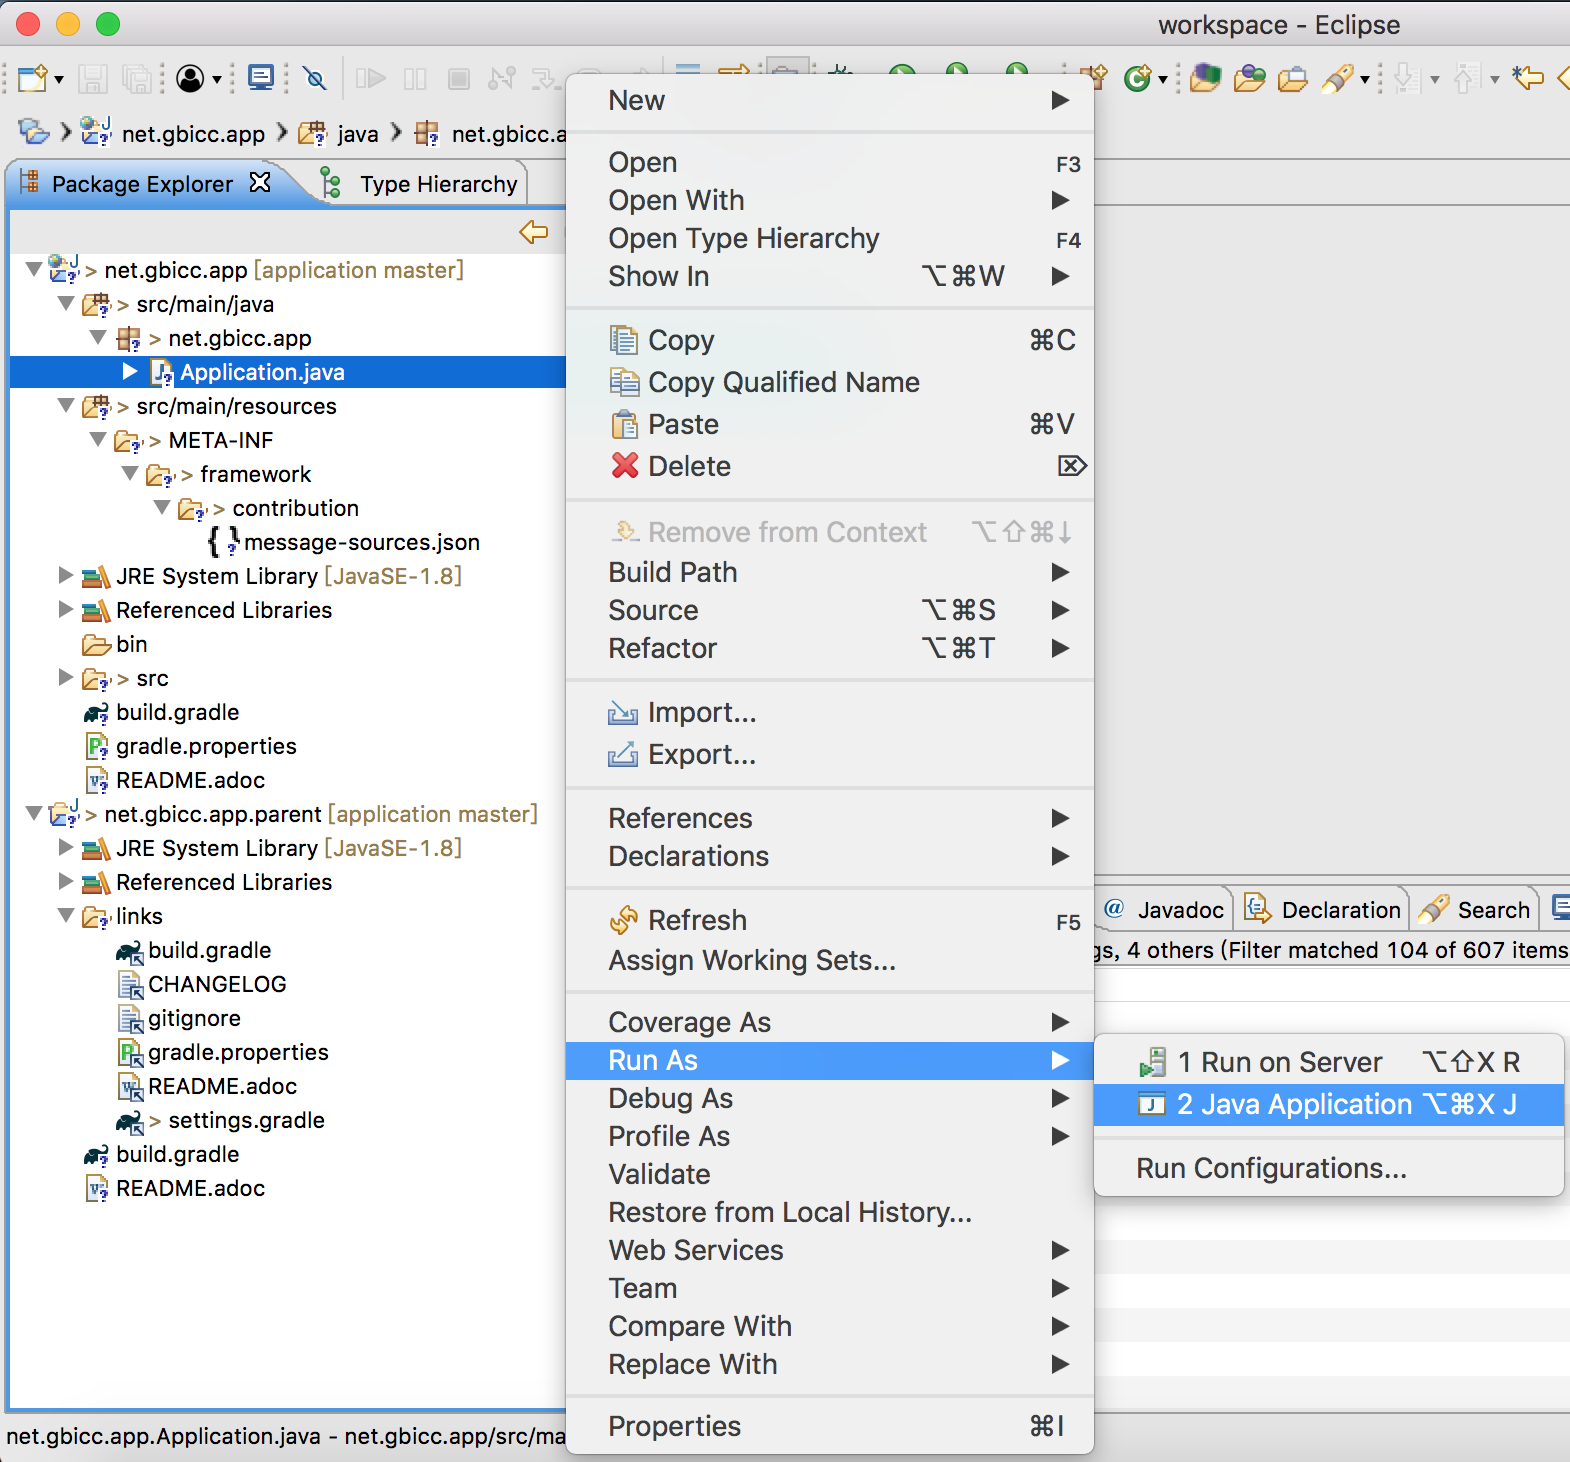 workspace - Eclipse
net.gbicc.app
java
net.gbicc.a
Package Explorer
Type Hierarchy
> net.gbicc.app [application master]
> src/main/java
> net.gbicc.app
Application.java
> src/main/resources
> META-INF
> framework
> contribution
message-sources.json
JRE System Library [JavaSE-1.8]
Referenced Libraries
bin
> src
build.gradle
gradle.properties
README.adoc
> net.gbicc.app.parent [application master]
JRE System Library [JavaSE-1.8]
Referenced Libraries
links
build.gradle
CHANGELOG
gitignore
gradle.properties
README.adoc
> settings.gradle
build.gradle
README.adoc
net.gbicc.app.Application.java - net.gbicc.app/src/ma
New
Open F3
Open With
Open Type Hierarchy F4
Show In ⌥⌘W
Copy ⌘C
Copy Qualified Name
Paste ⌘V
Delete ⌦
Remove from Context ⌥⇧⌘↓
Build Path
Source ⌥⌘S
Refactor ⌥⌘T
Import...
Export...
References
Declarations
Refresh F5
Assign Working Sets...
Coverage As
Run As
Debug As
Profile As
Validate
Restore from Local History...
Web Services
Team
Compare With
Replace With
Properties ⌘I
1 Run on Server ⌥⇧X R
2 Java Application ⌥⌘X J
Run Configurations...
@ Javadoc
Declaration
Search
gs, 4 others (Filter matched 104 of 607 items